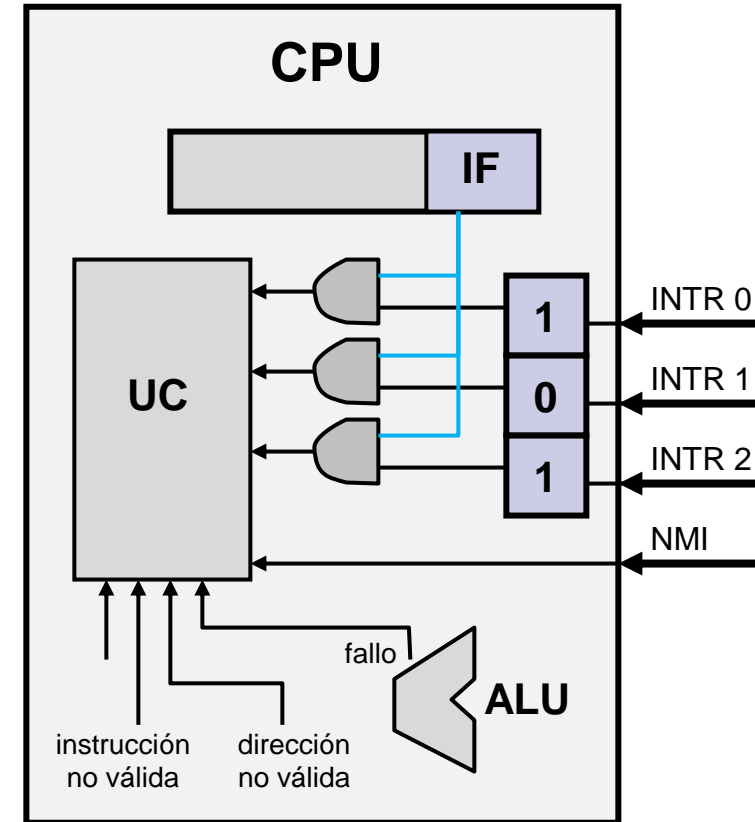 CPU
IF
INTR 0
1
INTR 1
UC
0
INTR 2
1
NMI
fallo
ALU
instrucción
no válida
dirección
no válida